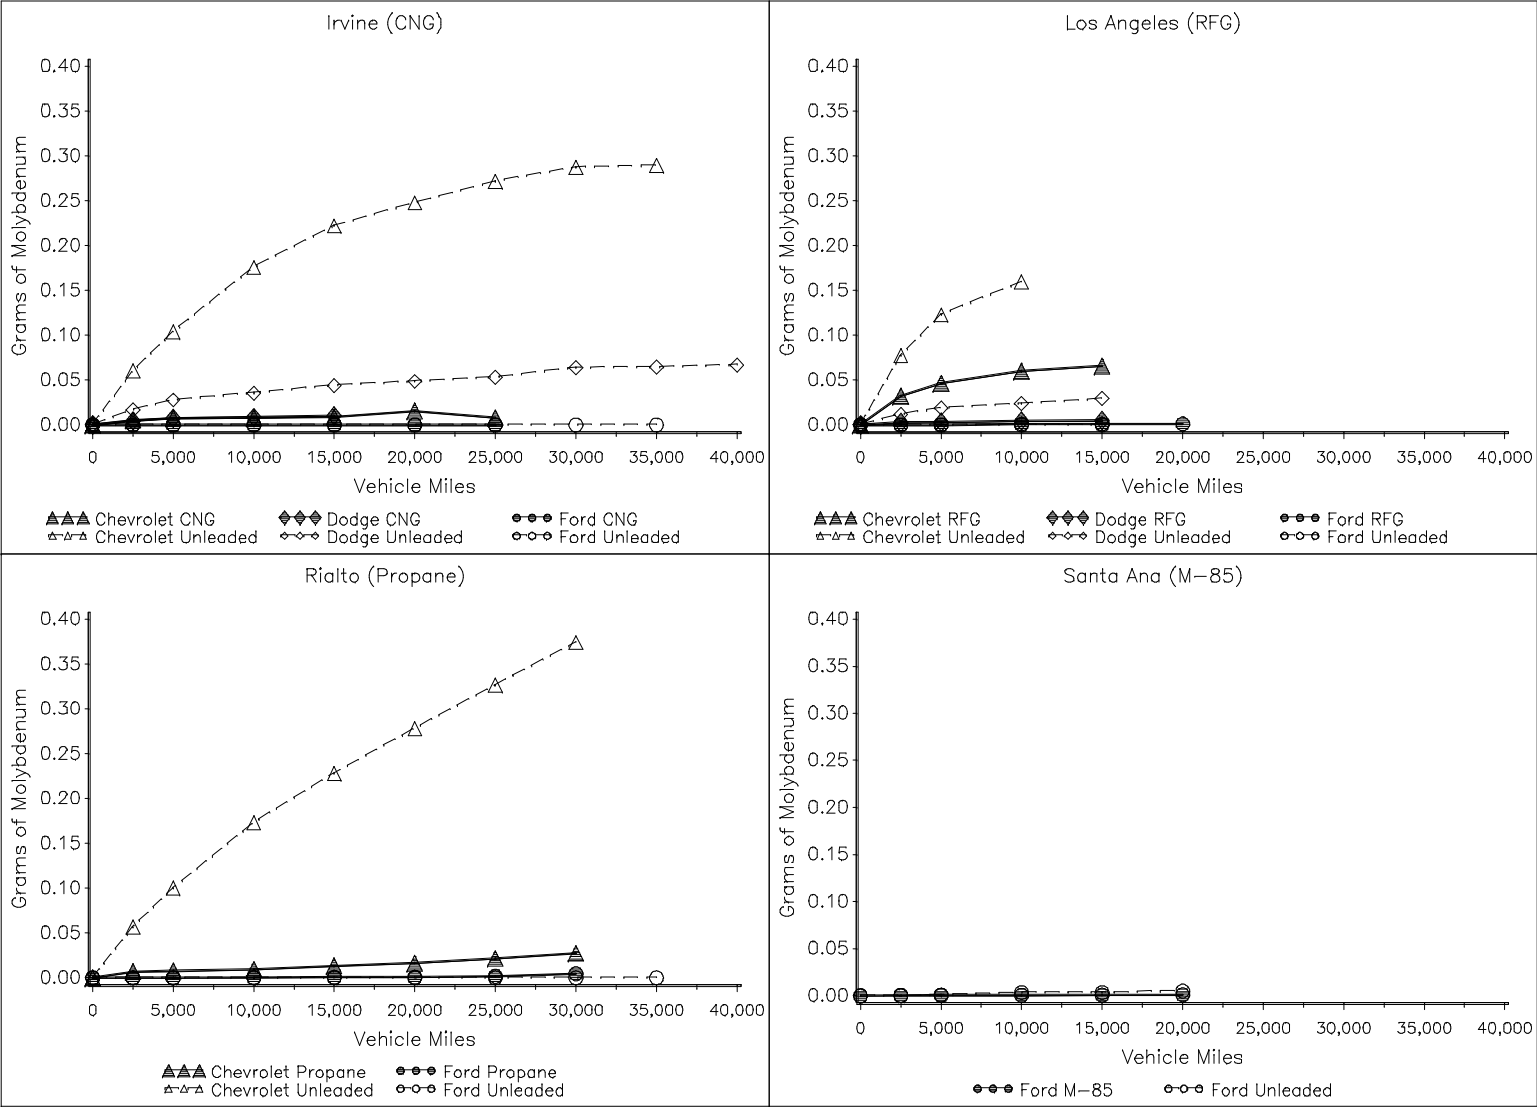 Irvine (CNG)
Grams of Molybdenum
0.40
0.35
0.30
0.25
0.20
0.15
0.10
0.05
0.00
0 5,000 10,000 15,000 20,000 25,000 30,000 35,000 40,000
Vehicle Miles
Chevrolet CNG Dodge CNG Ford CNG
Chevrolet Unleaded Dodge Unleaded Ford Unleaded
Los Angeles (RFG)
Grams of Molybdenum
0.40
0.35
0.30
0.25
0.20
0.15
0.10
0.05
0.00
0 5,000 10,000 15,000 20,000 25,000 30,000 35,000 40,000
Vehicle Miles
Chevrolet RFG Dodge RFG Ford RFG
Chevrolet Unleaded Dodge Unleaded Ford Unleaded
Rialto (Propane)
Grams of Molybdenum
0.40
0.35
0.30
0.25
0.20
0.15
0.10
0.05
0.00
0 5,000 10,000 15,000 20,000 25,000 30,000 35,000 40,000
Vehicle Miles
Chevrolet Propane Ford Propane
Chevrolet Unleaded Ford Unleaded
Santa Ana (M-85)
Grams of Molybdenum
0.40
0.35
0.30
0.25
0.20
0.15
0.10
0.05
0.00
0 5,000 10,000 15,000 20,000 25,000 30,000 35,000 40,000
Vehicle Miles
Ford M-85 Ford Unleaded